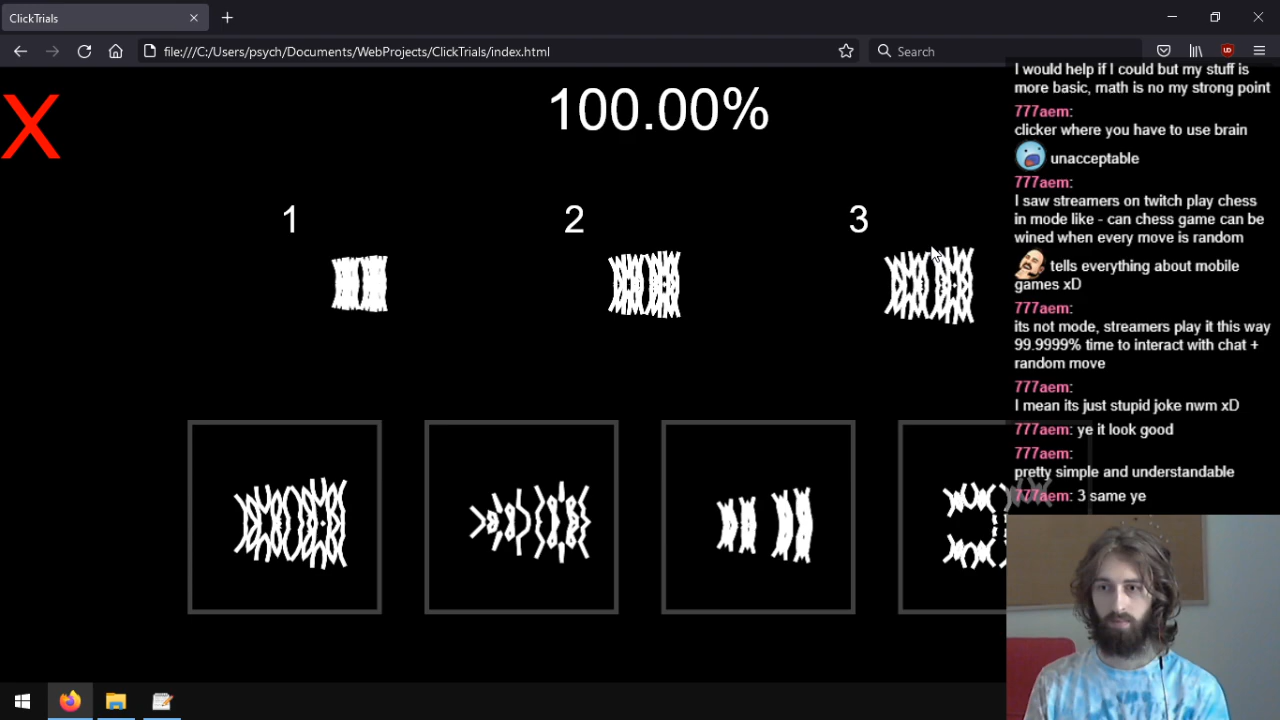 ClickTrials
file:///C:/Users/psych/Documents/WebProjects/ClickTrials/index.html
Search
X
100.00%
1
2
3
I would help if I could but my stuff is
more basic, math is no my strong point
777aem:
clicker where you have to use brain
unacceptable
777aem:
I saw streamers on twitch play chess
in mode like - can chess game can be
wined when every move is random
tells everything about mobile
games xD
777aem:
its not mode, streamers play it this way
99.9999% time to interact with chat +
random move
777aem:
I mean its just stupid joke nwm xD
777aem: ye it look good
777aem:
pretty simple and understandable
777aem: 3 same ye